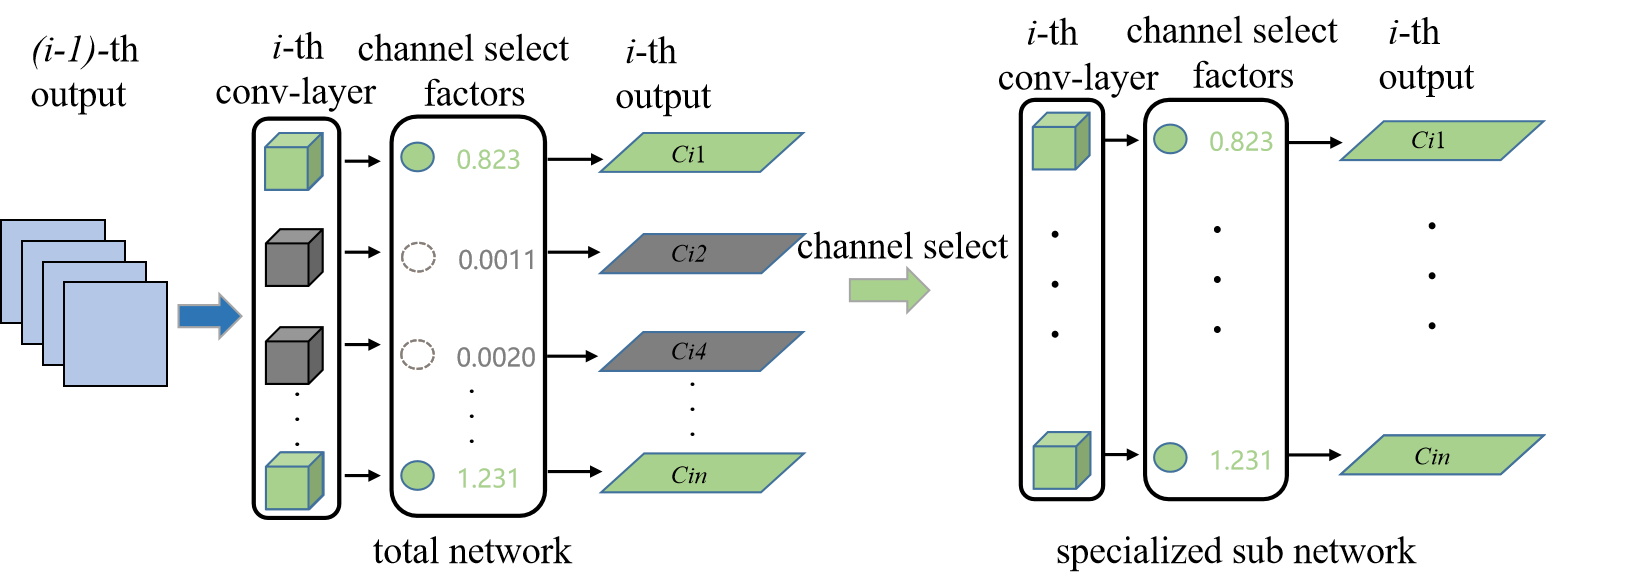 (i-1)-th
output
i-th
conv-layer
channel select
factors
i-th
output
0.823
Ci1
0.0011
Ci2
0.0020
Ci4
1.231
Cin
total network
channel select
i-th
conv-layer
channel select
factors
i-th
output
0.823
Ci1
1.231
Cin
specialized sub network